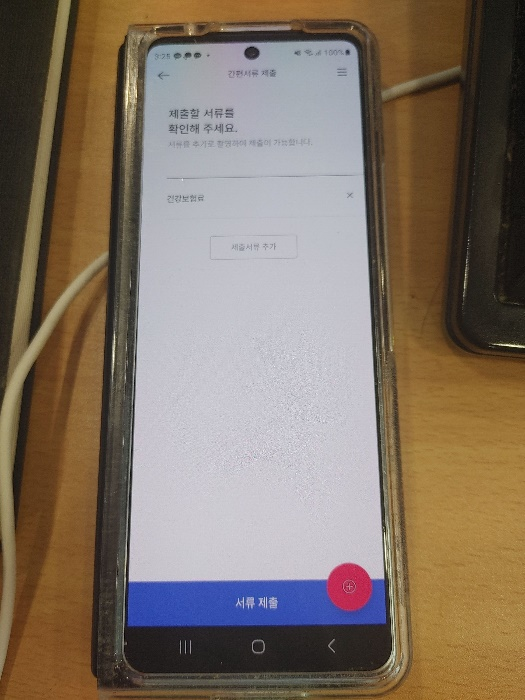 간편서류 제출
제출할 서류를
확인해 주세요.
서류를 추가로 촬영하여 제출이 가능합니다.
건강보험료
제출서류 추가
서류 제출